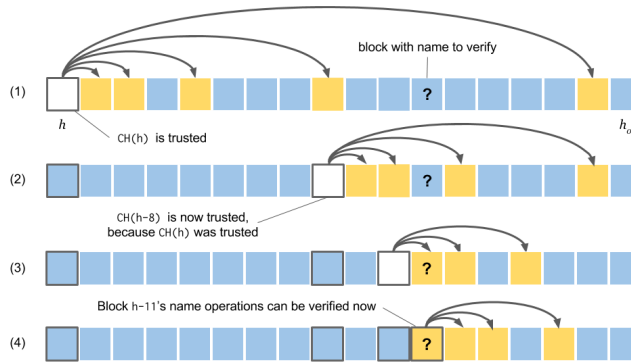 block with name to verify
(1)
?
h
h₀
CH(h) is trusted
(2)
?
CH(h-8) is now trusted,
because CH(h) was trusted
(3)
?
Block h-11's name operations can be verified now
(4)
?